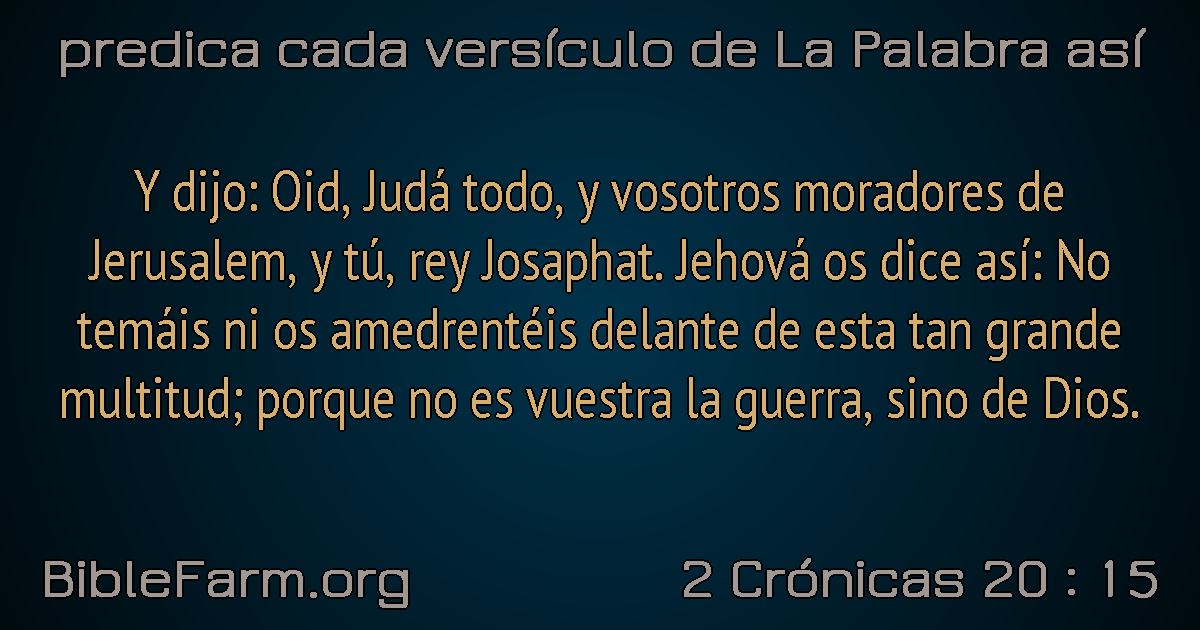 predica cada versículo de La Palabra así
Y dijo: Oid, Judá todo, y vosotros moradores de
Jerusalem, y tú, rey Josaphat. Jehová os dice así: No
temáis ni os amedrentéis delante de esta tan grande
multitud; porque no es vuestra la guerra, sino de Dios.
BibleFarm.org
2 Crónicas 20 : 15